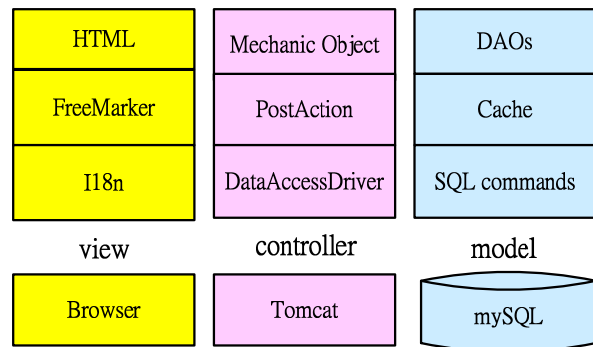 HTML
FreeMarker
I18n
view
Browser
Mechanic Object
PostAction
DataAccessDriver
controller
Tomcat
DAOs
Cache
SQL commands
model
mySQL